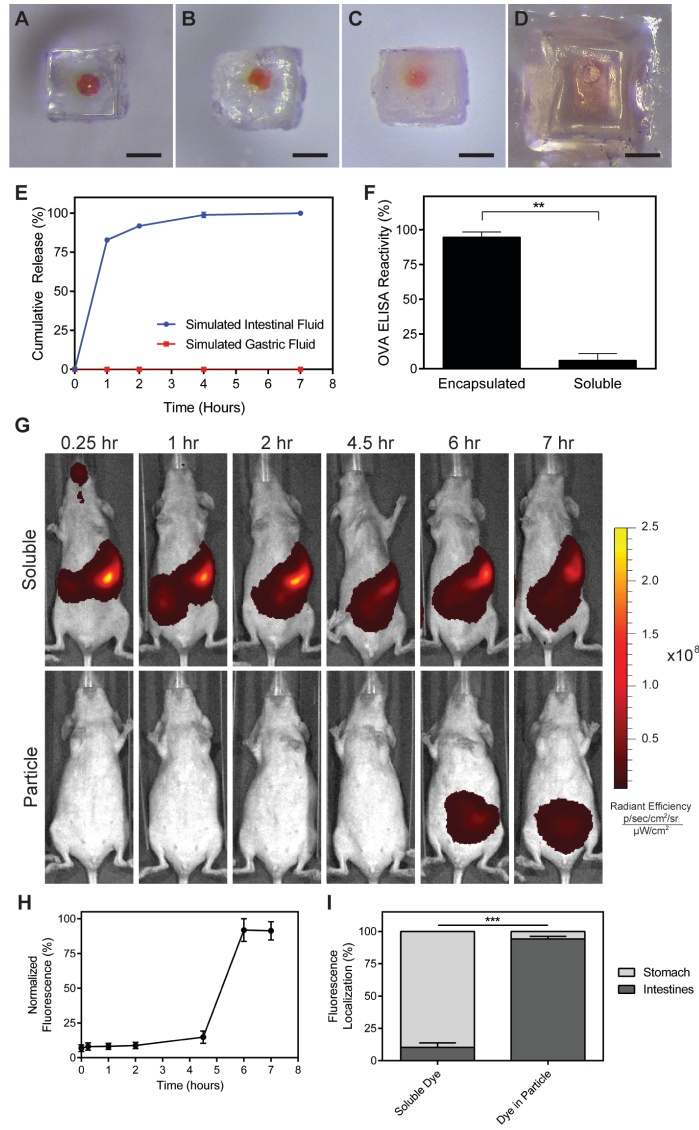 A
B
C
D
E
Cumulative Release (%)
100
75
50
25
0
Simulated Intestinal Fluid
Simulated Gastric Fluid
0 1 2 3 4 5 6 7 8
Time (Hours)
F
OVA ELISA Reactivity (%)
**
100
75
50
25
0
Encapsulated Soluble
G
0.25 hr 1 hr 2 hr 4.5 hr 6 hr 7 hr
Soluble
Particle
2.5
2.0
1.5
x10⁸
1.0
0.5
Radiant Efficiency
p/sec/cm²/sr
µW/cm²
H
Normalized
Fluorescence (%)
100
75
50
25
0
0 1 2 3 4 5 6 7 8
Time (hours)
I
Fluorescence
Localization (%)
***
100
75
50
25
0
Stomach
Intestines
Soluble Dye
Dye in Particle